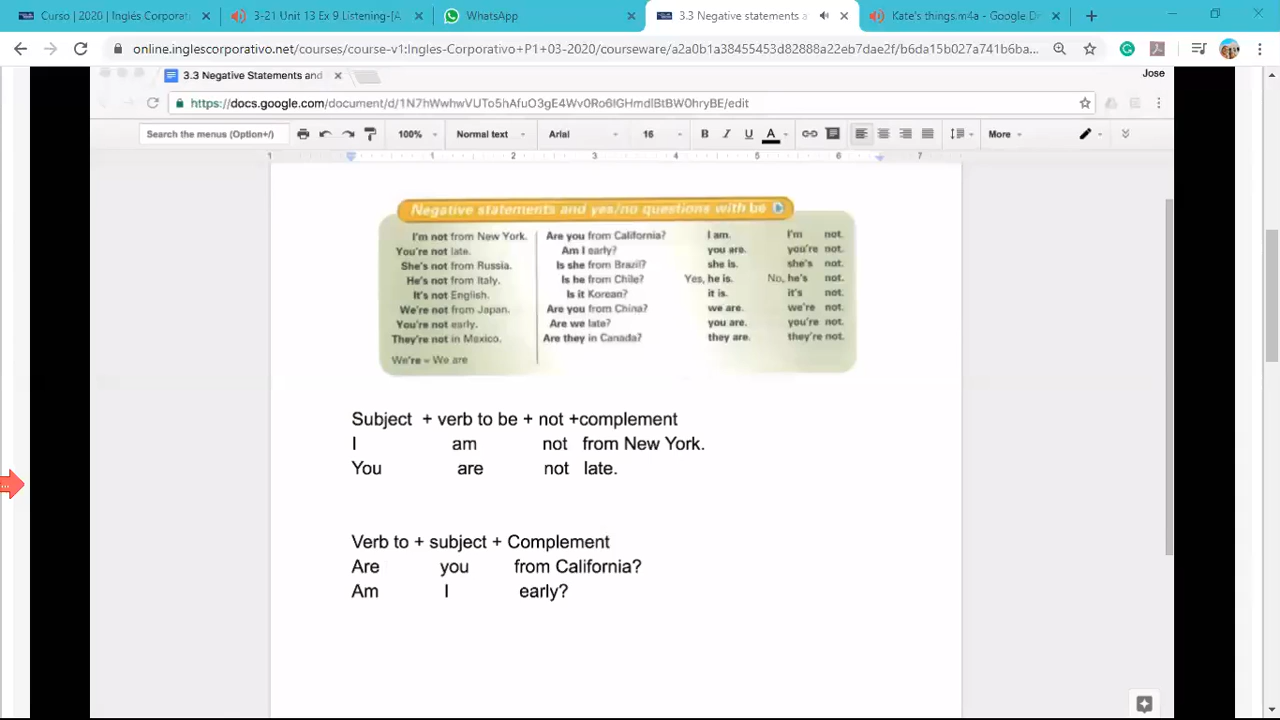 Curso | 2020 | Inglés Corporat
3-21 Unit 13 Ex 9 Listening-F
WhatsApp
3.3 Negative statements a
Kate's things.m4a - Google Dr
online.inglescorporativo.net/courses/course-v1:Ingles-Corporativo+P1+03-2020/courseware/a2a0b1a38455453d82888a22eb7dae2f/b6da15b027a741b6ba...
3.3 Negative Statements and
Jose
https://docs.google.com/document/d/1N7hWwhwVUTo5hAfuO3gE4Wv0Ro6lGHmdlBtBW0hryBE/edit
Search the menus (Option+/)
100%
Normal text
Arial
16
B I U A
More
1 1 2 3 4 5 6 7
Negative statements and yes/no questions with be
I'm not from New York. Are you from California? I am. I'm not.
You're not late. Am I early? you are. you're not.
She's not from Russia. Is she from Brazil? she is. she's not.
He's not from Italy. Is he from Chile? Yes, he is. No, he's not.
It's not English. Is it Korean? it is. it's not.
We're not from Japan. Are you from China? we are. we're not.
You're not early. Are we late? you are. you're not.
They're not in Mexico. Are they in Canada? they are. they're not.
We're = We are
Subject + verb to be + not +complement
I am not from New York.
You are not late.
Verb to + subject + Complement
Are you from California?
Am I early?